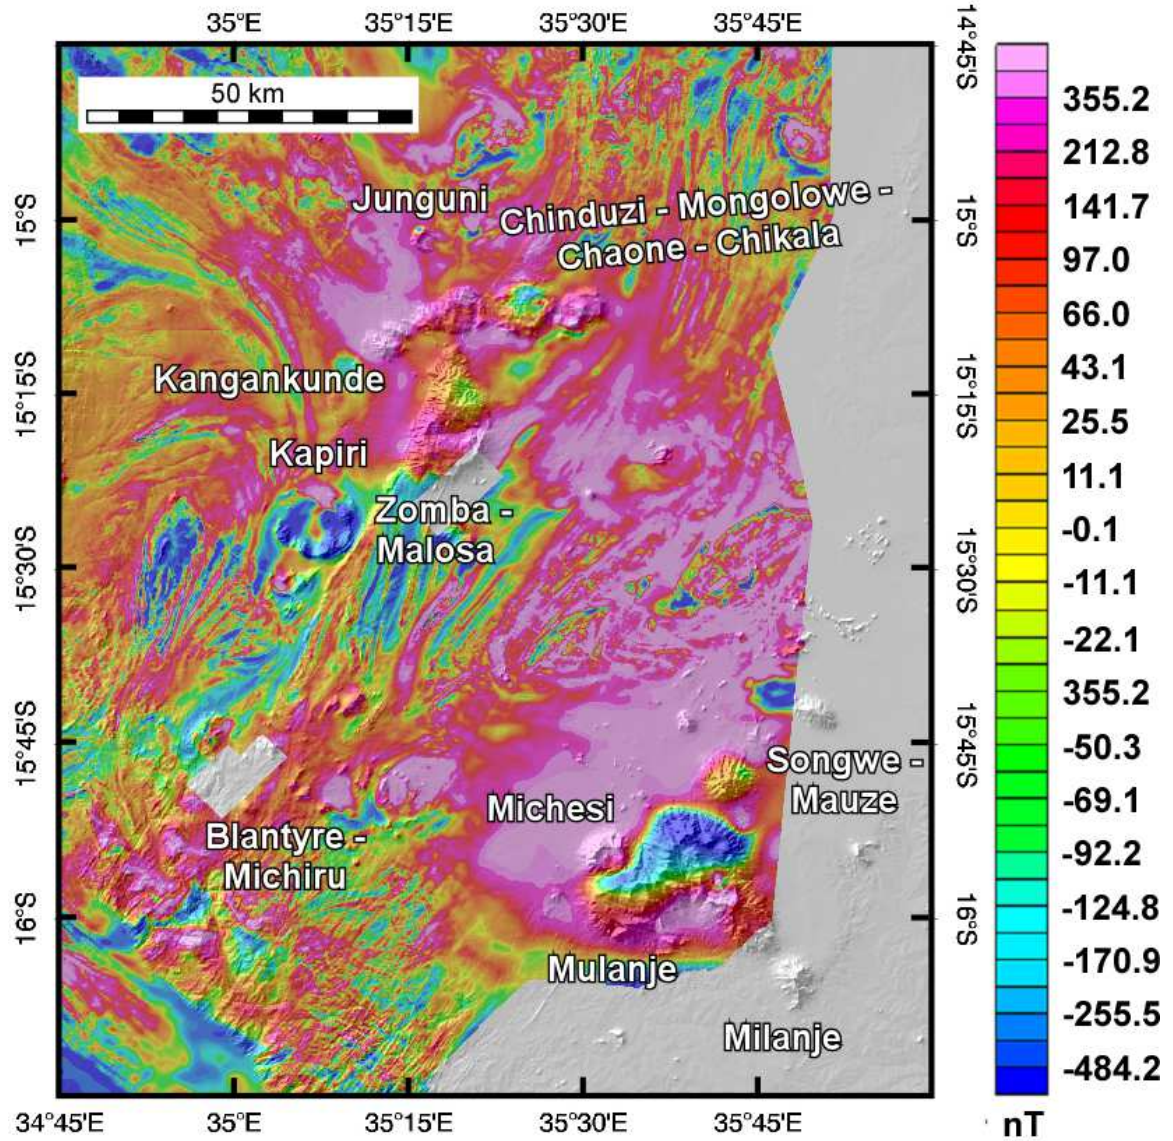 35°E 35°15'E 35°30'E 35°45'E
14°45'S
50 km
355.2
212.8
141.7
97.0
66.0
43.1
25.5
11.1
-0.1
-11.1
-22.1
355.2
-50.3
-69.1
-92.2
-124.8
-170.9
-255.5
-484.2
nT
15°S
15°S
15°15'S
15°15'S
15°30'S
15°30'S
15°45'S
15°45'S
16°S
16°S
Junguni
Chinduzi - Mongolowe -
Chaone - Chikala
Kangankunde
Kapiri
Zomba -
Malosa
Songwe -
Mauze
Michesi
Blantyre -
Michiru
Mulanje
Milanje
34°45'E 35°E 35°15'E 35°30'E 35°45'E